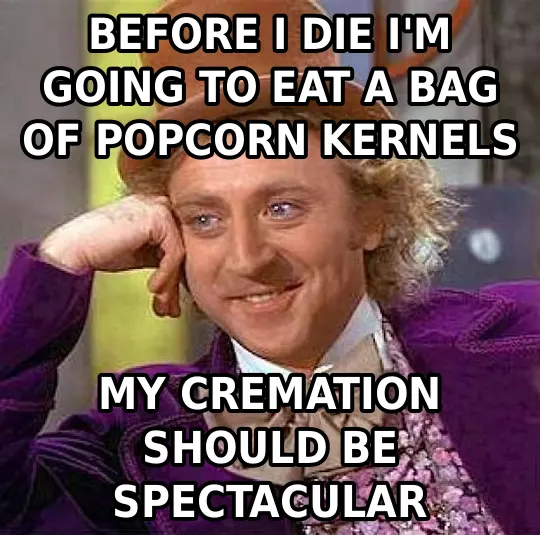 BEFORE I DIE I'M
GOING TO EAT A BAG
OF POPCORN KERNELS
MY CREMATION
SHOULD BE
SPECTACULAR